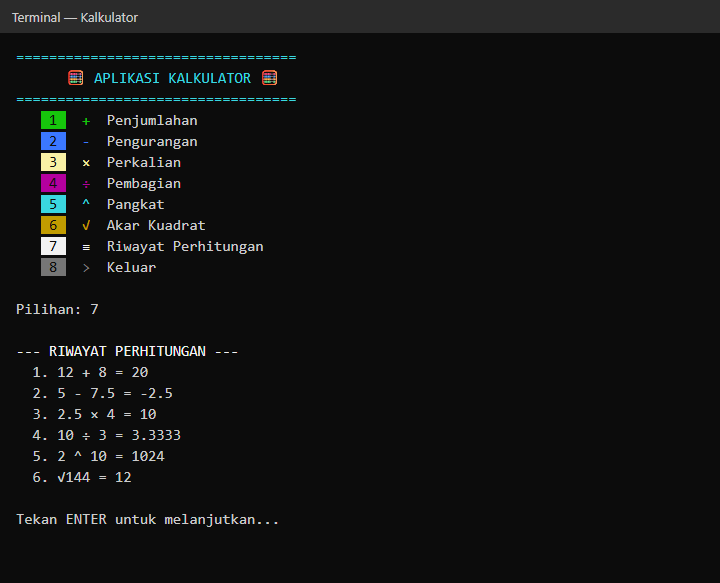 Terminal — Kalkulator
==================================
🧮 APLIKASI KALKULATOR 🧮
==================================
1 + Penjumlahan
2 - Pengurangan
3 × Perkalian
4 ÷ Pembagian
5 ^ Pangkat
6 √ Akar Kuadrat
7 ≡ Riwayat Perhitungan
8 > Keluar
Pilihan: 7
--- RIWAYAT PERHITUNGAN ---
1. 12 + 8 = 20
2. 5 - 7.5 = -2.5
3. 2.5 × 4 = 10
4. 10 ÷ 3 = 3.3333
5. 2 ^ 10 = 1024
6. √144 = 12
Tekan ENTER untuk melanjutkan...